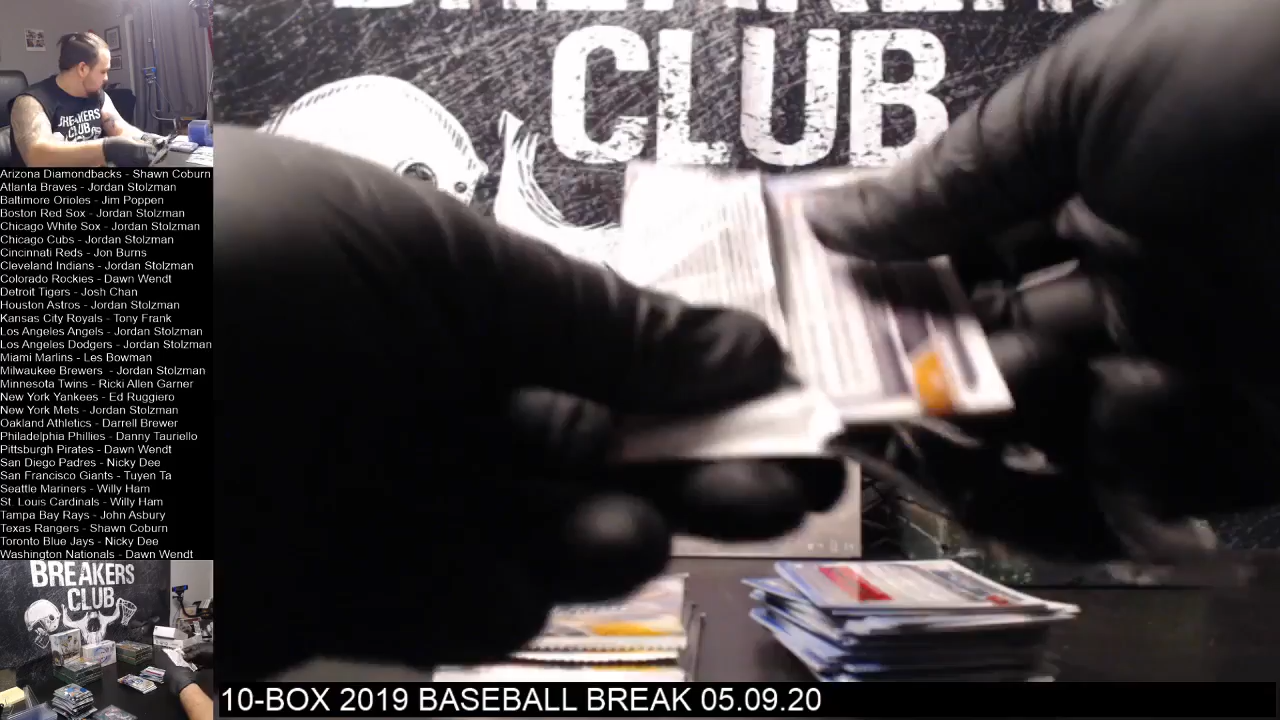 BREAKERS
CLUB
BREAKERS
CLUB
Arizona Diamondbacks - Shawn Coburn
Atlanta Braves - Jordan Stolzman
Baltimore Orioles - Jim Poppen
Boston Red Sox - Jordan Stolzman
Chicago White Sox - Jordan Stolzman
Chicago Cubs - Jordan Stolzman
Cincinnati Reds - Jon Burns
Cleveland Indians - Jordan Stolzman
Colorado Rockies - Dawn Wendt
Detroit Tigers - Josh Chan
Houston Astros - Jordan Stolzman
Kansas City Royals - Tony Frank
Los Angeles Angels - Jordan Stolzman
Los Angeles Dodgers - Jordan Stolzman
Miami Marlins - Les Bowman
Milwaukee Brewers - Jordan Stolzman
Minnesota Twins - Ricki Allen Garner
New York Yankees - Ed Ruggiero
New York Mets - Jordan Stolzman
Oakland Athletics - Darrell Brewer
Philadelphia Phillies - Danny Tauriello
Pittsburgh Pirates - Dawn Wendt
San Diego Padres - Nicky Dee
San Francisco Giants - Tuyen Ta
Seattle Mariners - Willy Ham
St. Louis Cardinals - Willy Ham
Tampa Bay Rays - John Asbury
Texas Rangers - Shawn Coburn
Toronto Blue Jays - Nicky Dee
Washington Nationals - Dawn Wendt
BREAKERS
CLUB
10-BOX 2019 BASEBALL BREAK 05.09.20